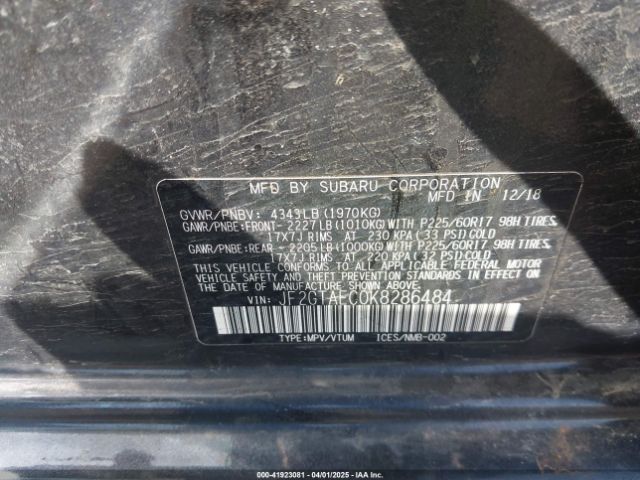 MFD BY SUBARU CORPORATION
MFD IN 12/18
GVWR/PNBV: 4343LB(1970KG)
GAWR/PNBE:FRONT- 2227LB(1010KG)WITH P225/60R17 98H TIRES,
17X7J RIMS AT 230 KPA(33 PSI)COLD
GAWR/PNBE:REAR - 2205LB(1000KG)WITH P225/60R17 98H TIRES,
17X7J RIMS AT 220 KPA(32 PSI)COLD
THIS VEHICLE CONFORMS TO ALL APPLICABLE FEDERAL MOTOR
VEHICLE SAFETY AND THEFT PREVENTION STANDARDS IN EFFECT ON
THE DATE OF MANUFACTURE SHOWN ABOVE.
VIN: JF2GTAEC0K8286484
TYPE:MPV/VTUM ICES/NMB-002
000-41923081 - 04/01/2025 - IAA Inc.